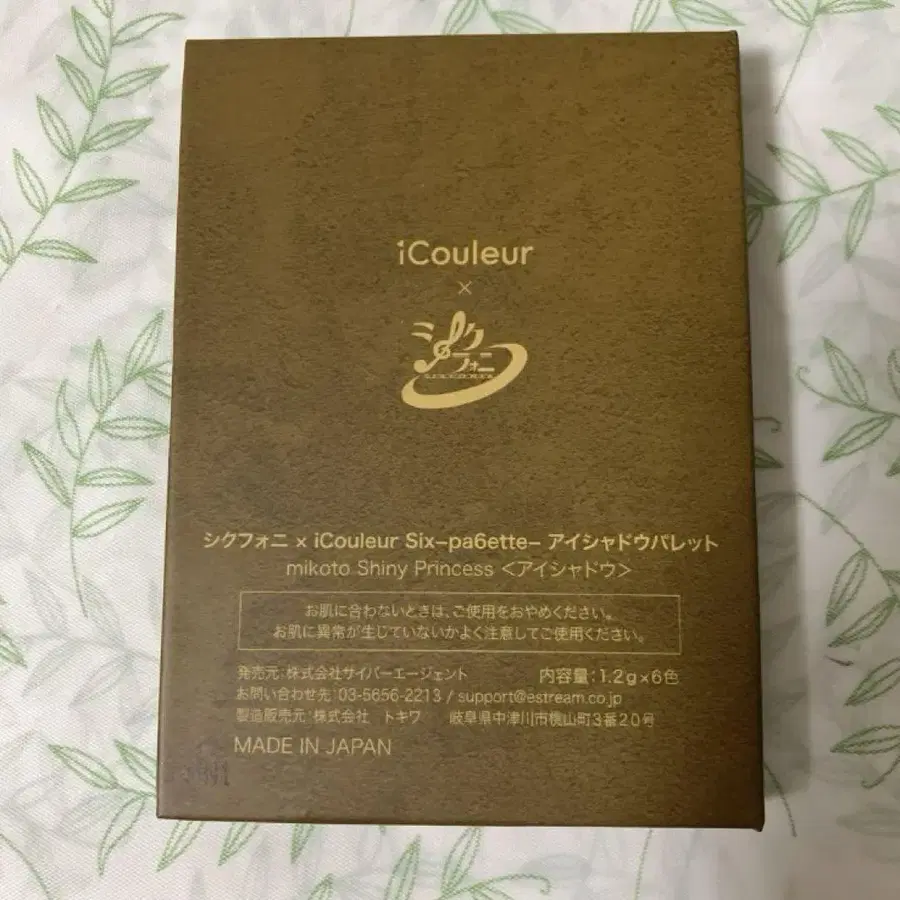 iCouleur
×
シクフォニ
シクフォニ × iCouleur Six-pa6ette- アイシャドウパレット
mikoto Shiny Princess <アイシャドウ>
お肌に合わないときは、ご使用をおやめください。
お肌に異常が生じていないかよく注意してご使用ください。
発売元:株式会社サイバーエージェント 内容量:1.2g×6色
お問い合わせ先:03-5656-2213 / support@estream.co.jp
製造販売元:株式会社 トキワ 岐阜県中津川市桃山町3番20号
MADE IN JAPAN